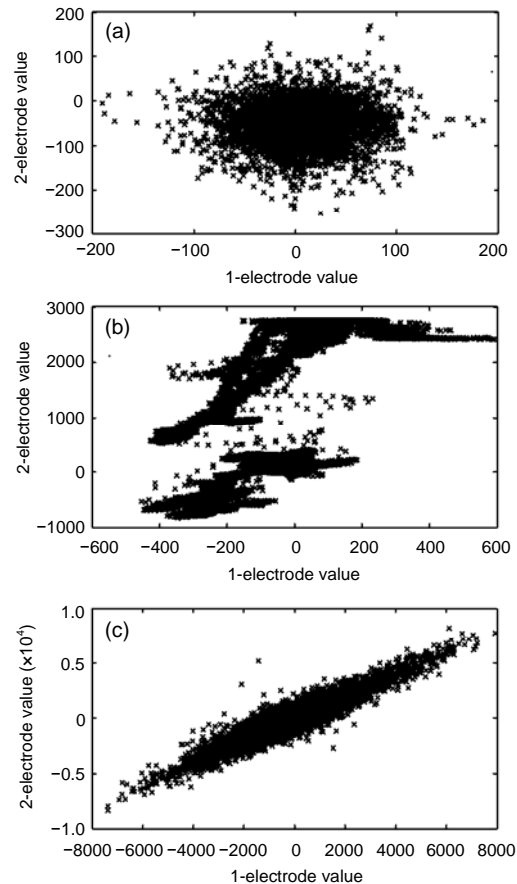 (a)
2-electrode value
200
100
0
−100
−200
−300
−200 −100 0 100 200
1-electrode value
(b)
2-electrode value
3000
2000
1000
0
−1000
−600 −400 −200 0 200 400 600
1-electrode value
(c)
2-electrode value (×10⁴)
1.0
0.5
0
−0.5
−1.0
−8000 −6000 −4000 −2000 0 2000 4000 6000 8000
1-electrode value